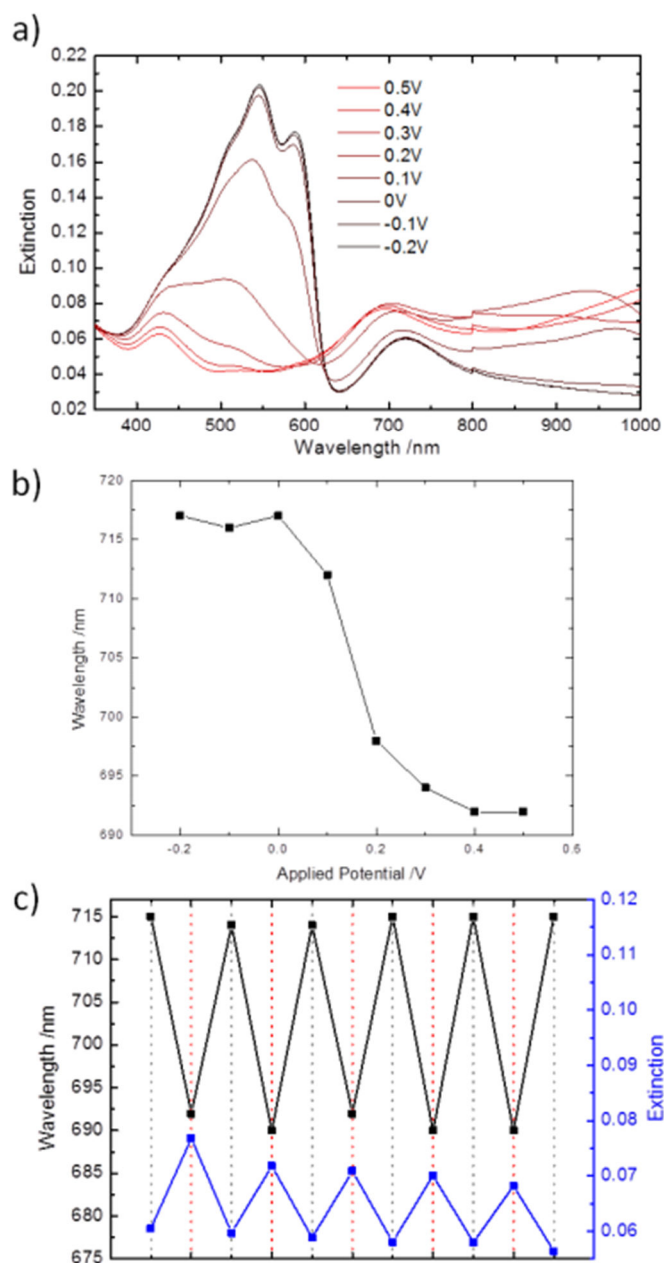 a)
0.22
0.20
0.18
0.16
0.14
0.12
0.10
0.08
0.06
0.04
0.02
Extinction
0.5V
0.4V
0.3V
0.2V
0.1V
0V
-0.1V
-0.2V
400 500 600 700 800 900 1000
Wavelength /nm
b)
720
715
710
705
700
695
690
Wavelength /nm
-0.2 0.0 0.2 0.4 0.6
Applied Potential /V
c)
715
710
705
700
695
690
685
680
675
Wavelength /nm
0.12
0.11
0.10
0.09
0.08
0.07
0.06
Extinction